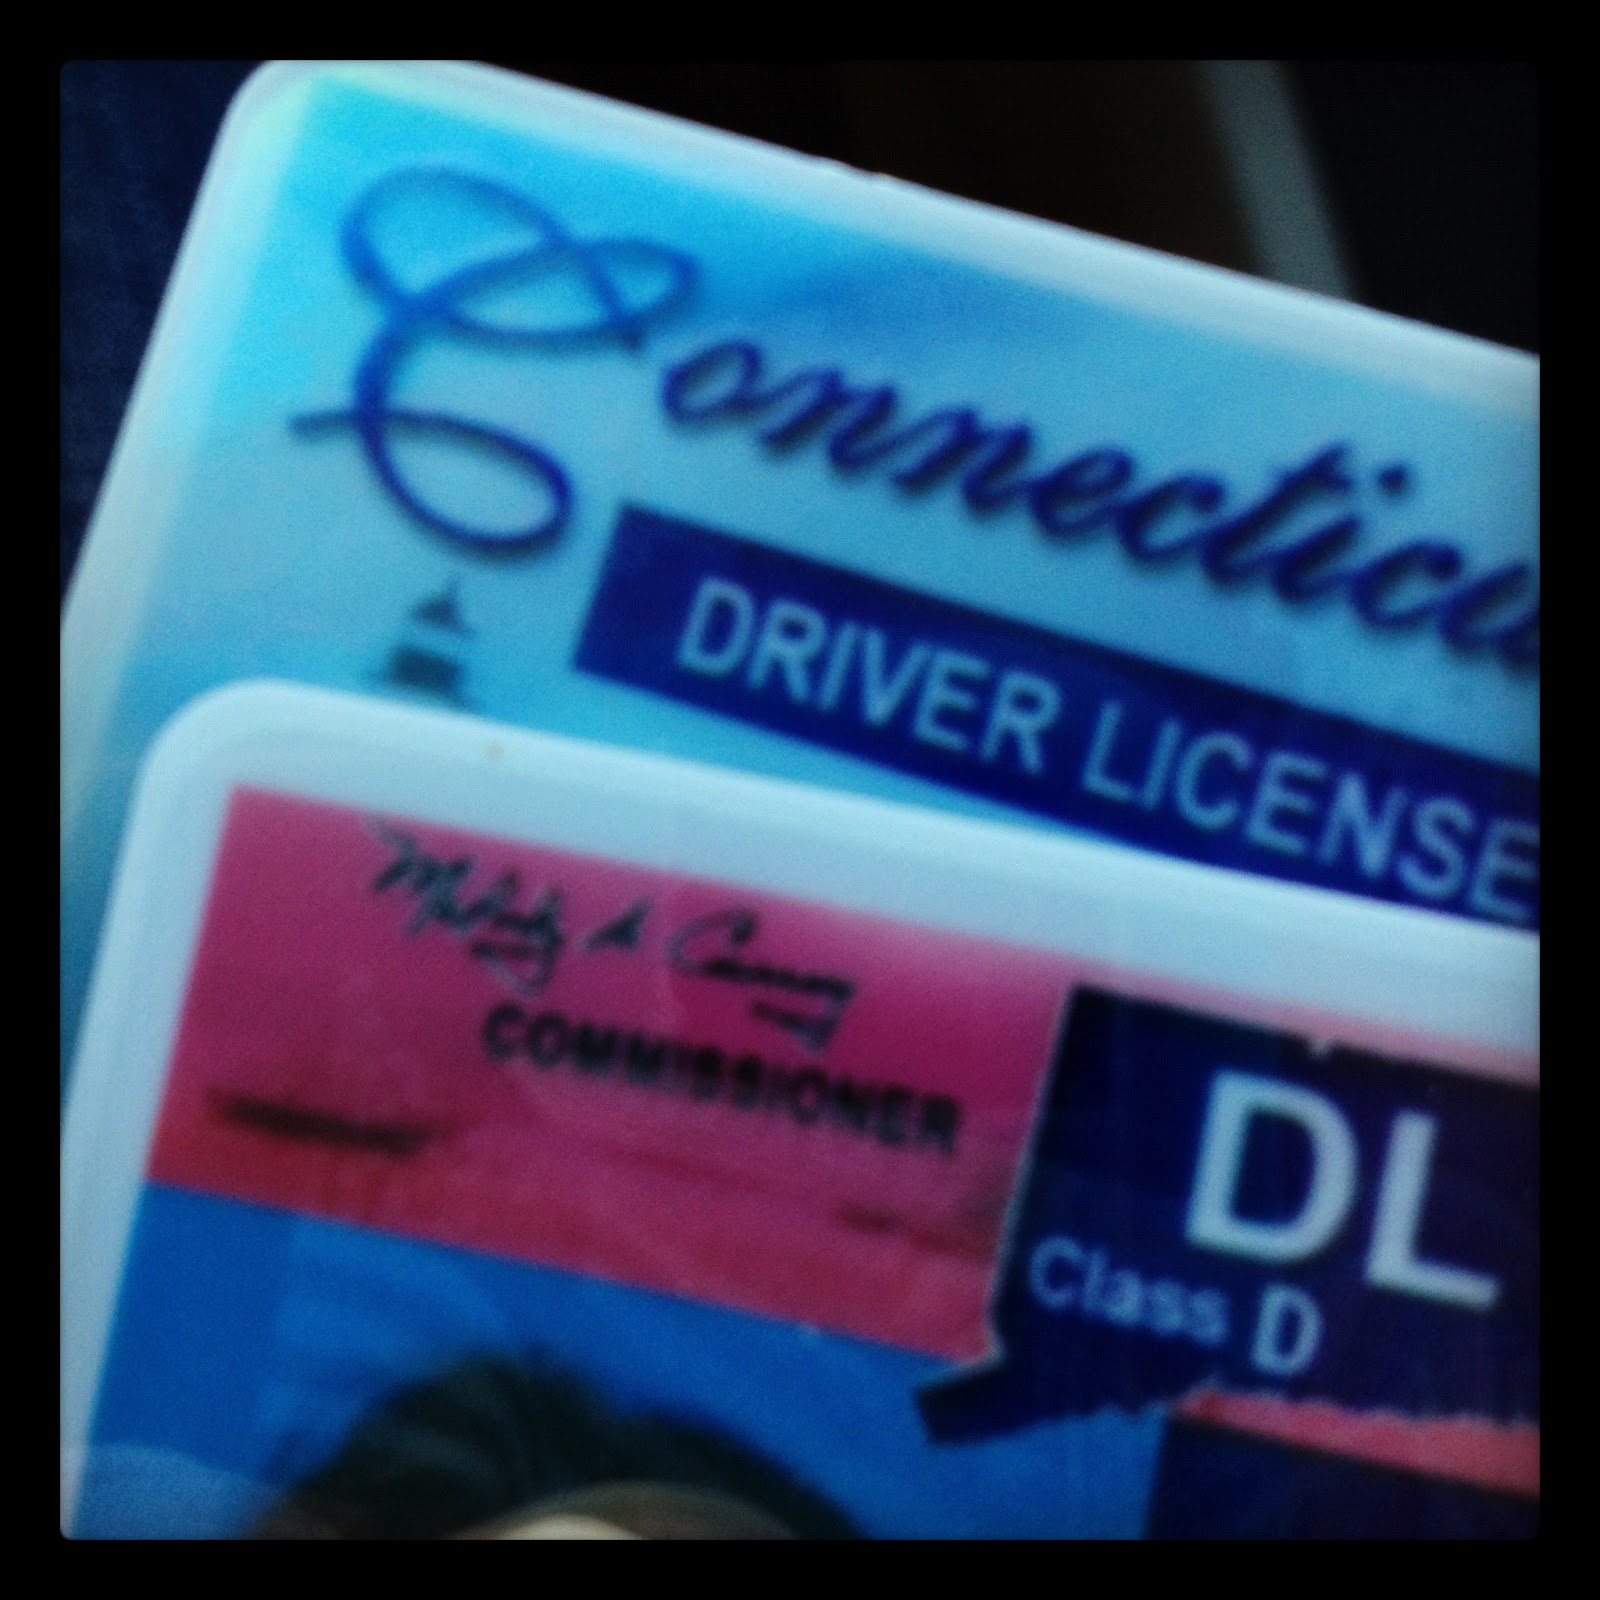 Connecticu
DRIVER LICENSE
COMMISSIONER
DL
Class D